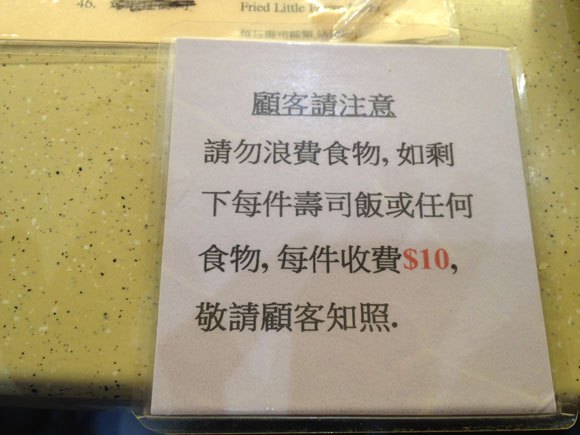 46.
Fried Little
顧客請注意
請勿浪費食物, 如剩
下每件壽司飯或任何
食物, 每件收費$10,
敬請顧客知照.